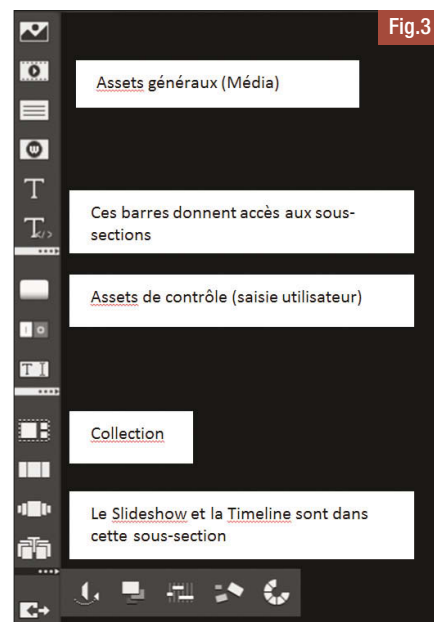 Fig.3
Assets généraux (Média)
Ces barres donnent accès aux sous-
sections
Assets de contrôle (saisie utilisateur)
Collection
Le Slideshow et la Timeline sont dans
cette sous-section